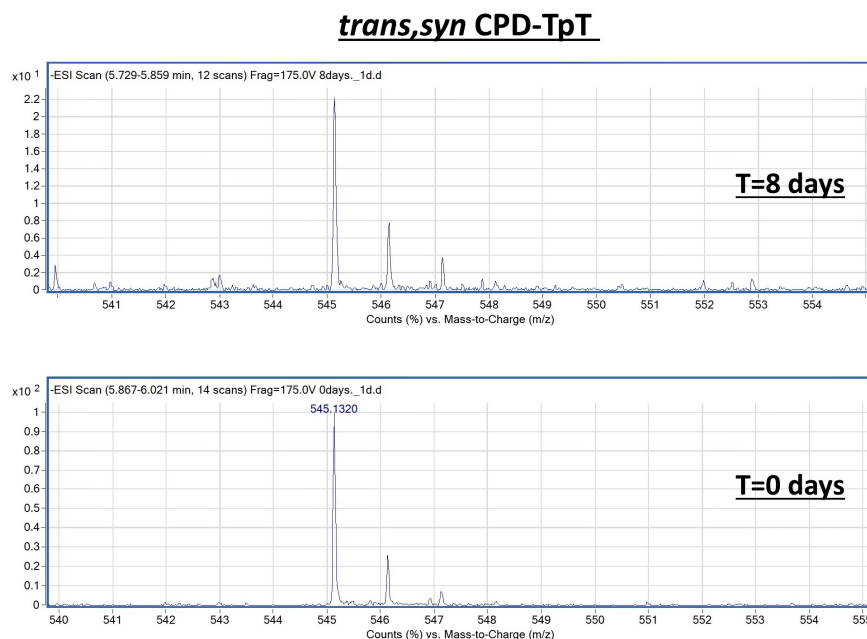 trans,syn CPD-TpT
x10 1
-ESI Scan (5.729-5.859 min, 12 scans) Frag=175.0V 8days._1d.d
2.2
2
1.8
1.6
1.4
1.2
1
0.8
0.6
0.4
0.2
0
T=8 days
541 542 543 544 545 546 547 548 549 550 551 552 553 554
Counts (%) vs. Mass-to-Charge (m/z)
x10 2
-ESI Scan (5.867-6.021 min, 14 scans) Frag=175.0V 0days._1d.d
545.1320
1
0.9
0.8
0.7
0.6
0.5
0.4
0.3
0.2
0.1
0
T=0 days
540 541 542 543 544 545 546 547 548 549 550 551 552 553 554
Counts (%) vs. Mass-to-Charge (m/z)